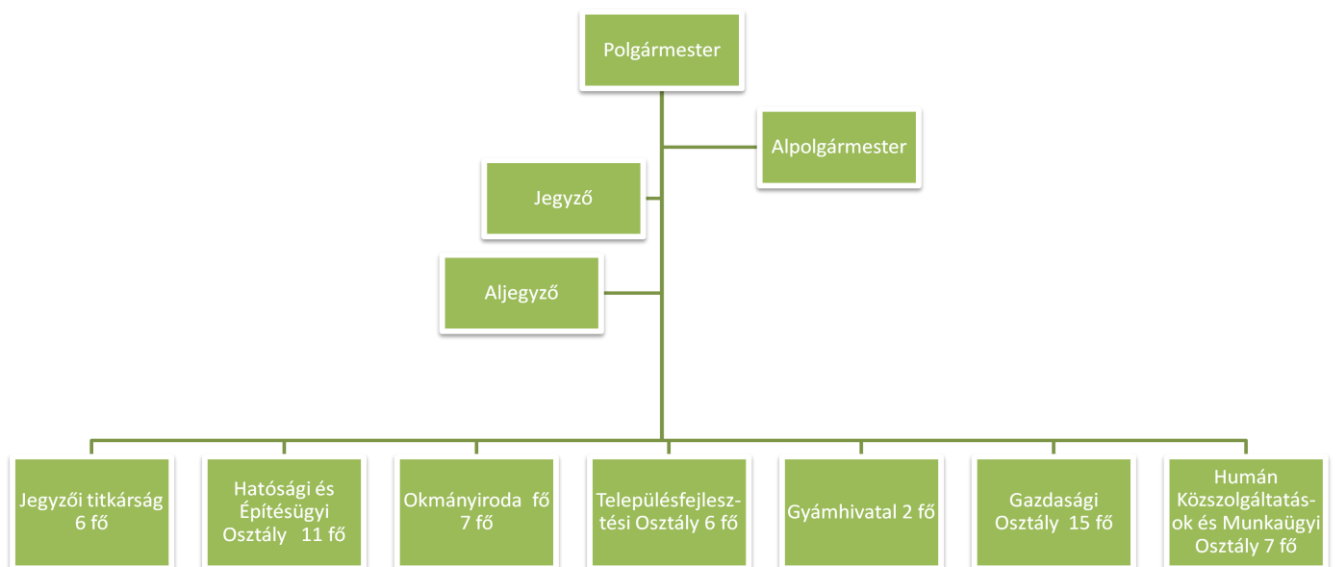 Polgármester
Alpolgármester
Jegyző
Aljegyző
Jegyzői titkárság
6 fő
Hatósági és
Építésügyi
Osztály 11 fő
Okmányiroda fő
7 fő
Településfejlesz-
tési Osztály 6 fő
Gyámhivatal 2 fő
Gazdasági
Osztály 15 fő
Humán
Közszolgáltatás-
ok és Munkaügyi
Osztály 7 fő